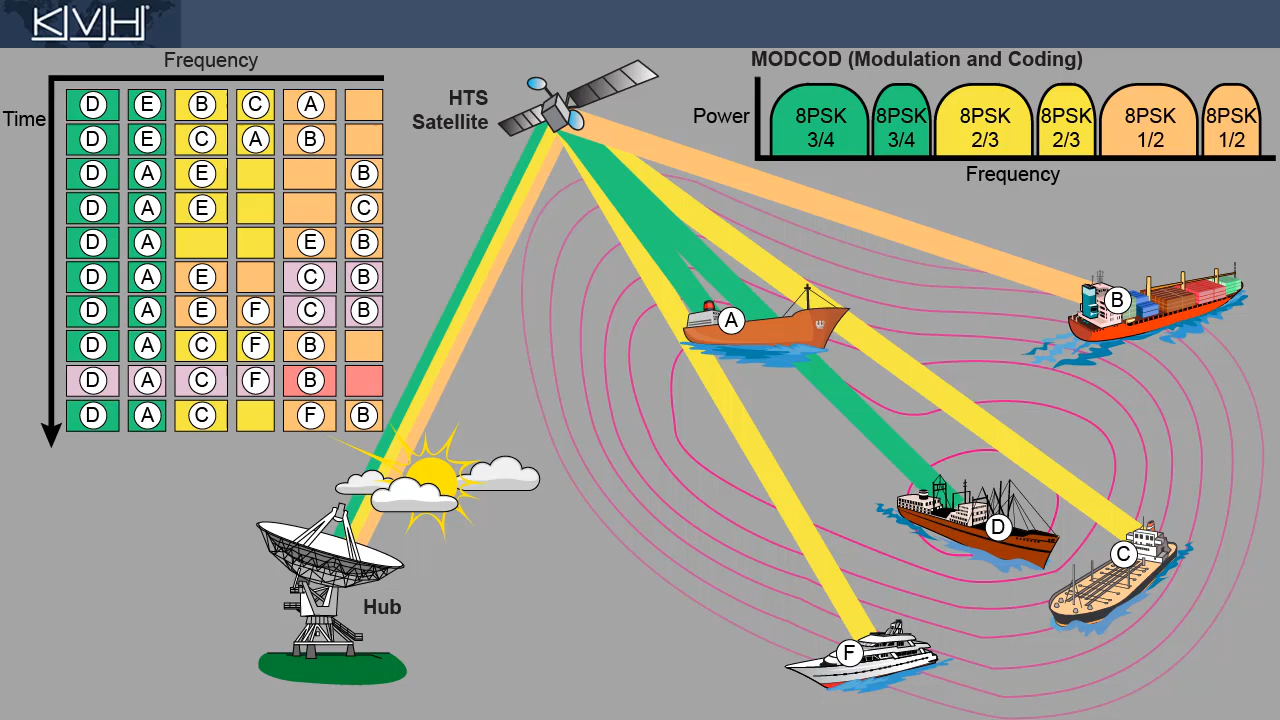 KVH
Frequency
Time
D E B C A
D E C A B
D A E B
D A E C
D A E B
D A E C B
D A E F C B
D A C F B
D A C F B
D A C F B
HTS
Satellite
MODCOD (Modulation and Coding)
Power
8PSK 8PSK 8PSK 8PSK 8PSK 8PSK
3/4 3/4 2/3 2/3 1/2 1/2
Frequency
B
A
D
C
F
Hub